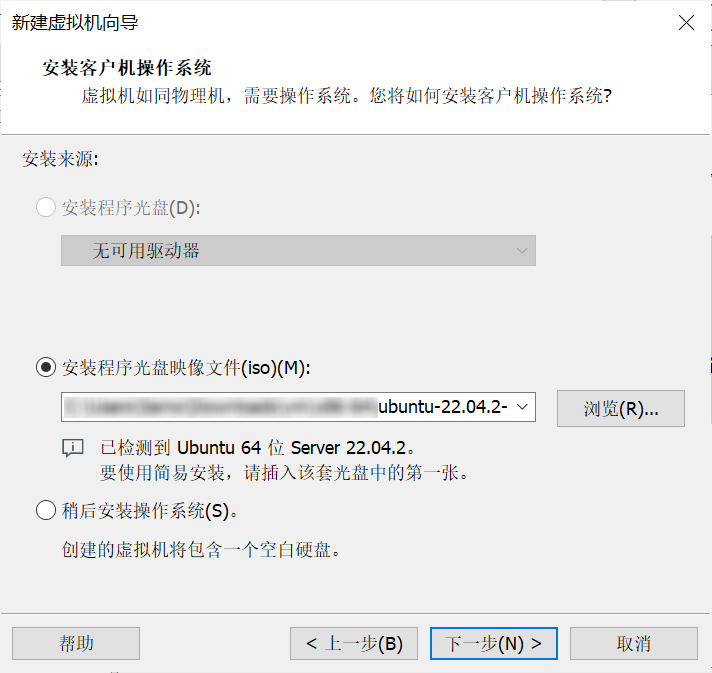 新建虚拟机向导
安装客户机操作系统
虚拟机如同物理机，需要操作系统。您将如何安装客户机操作系统?
安装来源:
安装程序光盘(D):
无可用驱动器
安装程序光盘映像文件(iso)(M):
ubuntu-22.04.2-
浏览(R)...
已检测到 Ubuntu 64 位 Server 22.04.2。
要使用简易安装，请插入该套光盘中的第一张。
稍后安装操作系统(S)。
创建的虚拟机将包含一个空白硬盘。
帮助
< 上一步(B)
下一步(N) >
取消